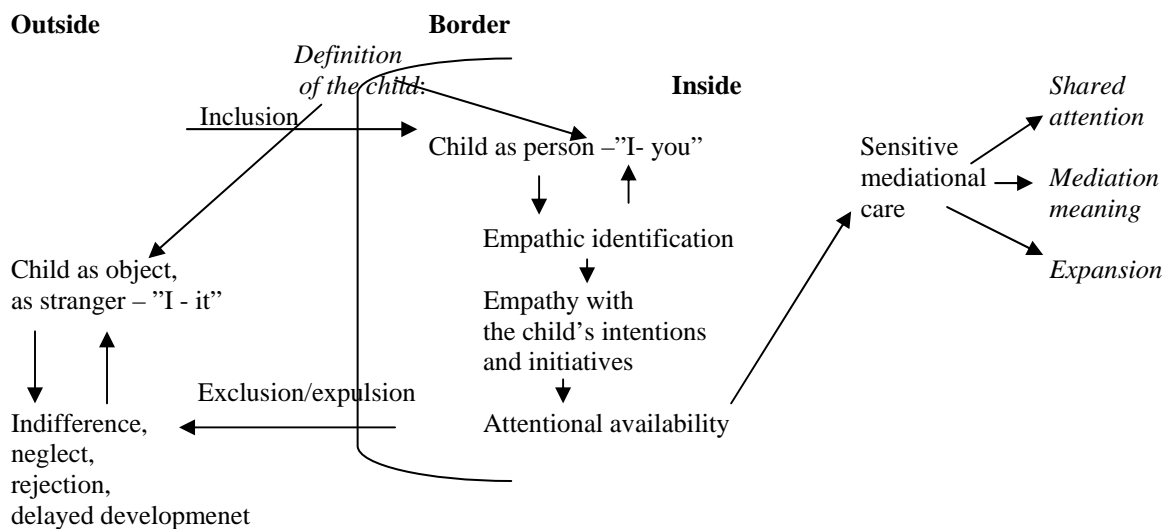 Outside
Border
Definition
of the child:
Inside
Inclusion
Child as person –”I- you”
Shared
attention
Sensitive
mediational
care
Mediation
meaning
Empathic identification
Expansion
Child as object,
as stranger – ”I - it”
Empathy with
the child’s intentions
and initiatives
Exclusion/expulsion
Attentional availability
Indifference,
neglect,
rejection,
delayed developmenet